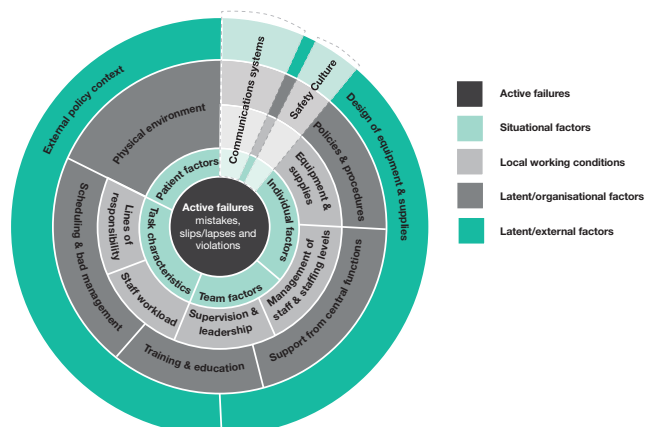 External policy context
Design of equipment & supplies
Physical environment
Communications systems
Safety Culture
Policies & procedures
Scheduling & bad management
Support from central functions
Training & education
Lines of
responsibility
Equipment &
supplies
Staff workload
Supervision &
leadership
Management of
staff & staffing levels
Patient factors
Individual factors
Task characteristics
Team factors
Active failures
mistakes,
slips/lapses and
violations
Active failures
Situational factors
Local working conditions
Latent/organisational factors
Latent/external factors